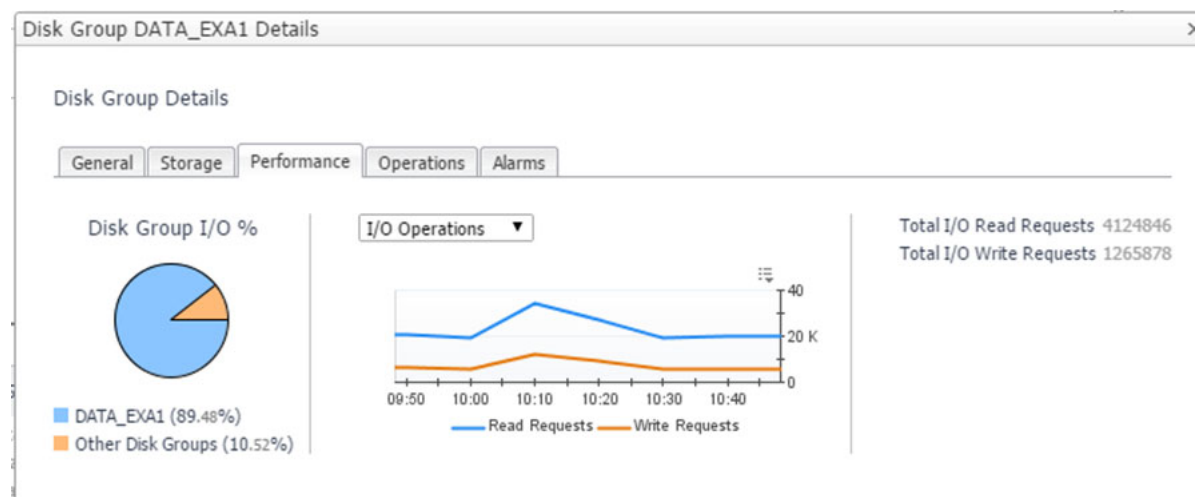 Disk Group DATA_EXA1 Details
Disk Group Details
General Storage Performance Operations Alarms
Disk Group I/O %
DATA_EXA1 (89.48%)
Other Disk Groups (10.52%)
I/O Operations
40
20 K
0
09:50 10:00 10:10 10:20 10:30 10:40
Read Requests Write Requests
Total I/O Read Requests 4124846
Total I/O Write Requests 1265878